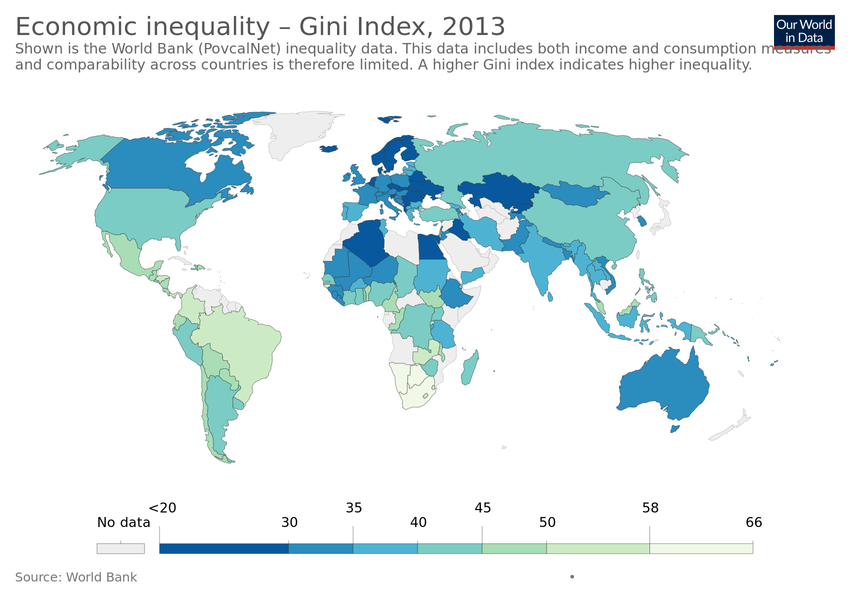 Economic inequality – Gini Index, 2013
Our World
in Data
Shown is the World Bank (PovcalNet) inequality data. This data includes both income and consumption measures
and comparability across countries is therefore limited. A higher Gini index indicates higher inequality.
<20 35 45 58
No data 30 40 50 66
Source: World Bank